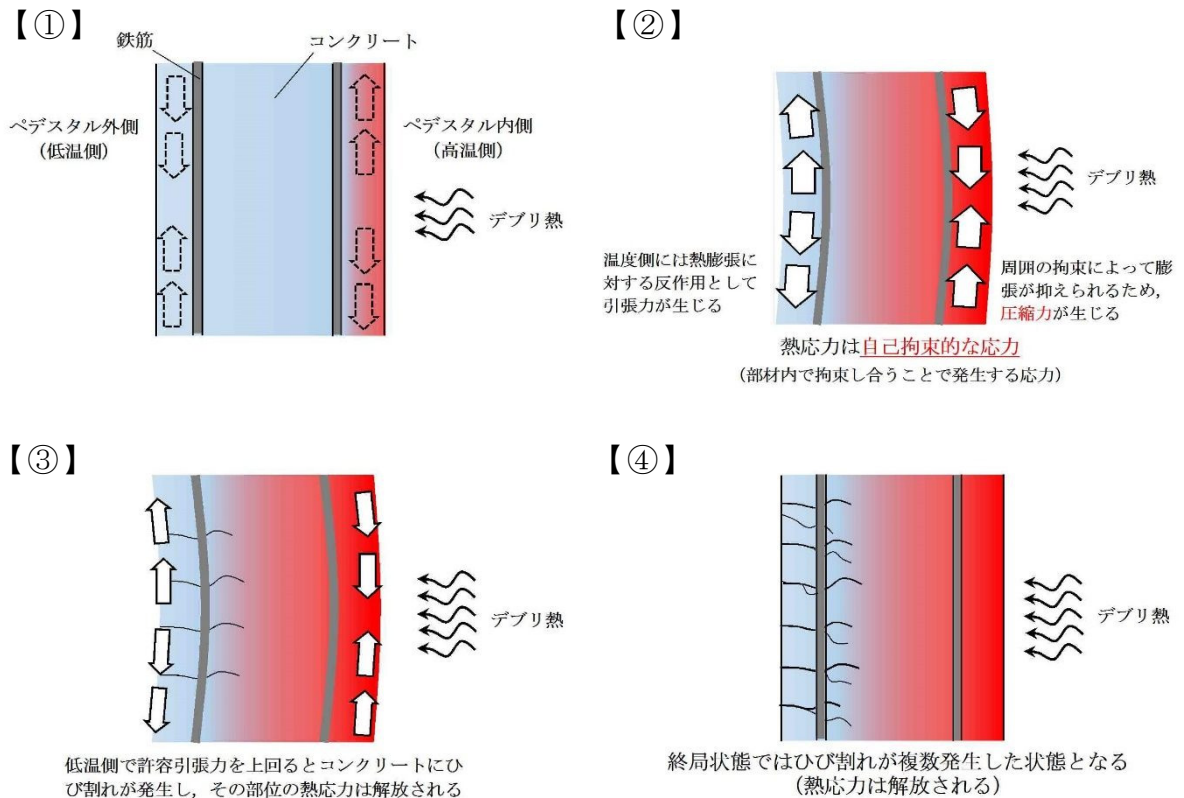 【①】
鉄筋
コンクリート
ペデスタル外側
(低温側)
ペデスタル内側
(高温側)
デブリ熱
【②】
デブリ熱
温度側には熱膨張に
対する反作用として
引張力が生じる
周囲の拘束によって膨
張が抑えられるため,
圧縮力が生じる
熱応力は自己拘束的な応力
(部材内で拘束し合うことで発生する応力)
【③】
デブリ熱
低温側で許容引張力を上回るとコンクリートにひ
び割れが発生し,その部位の熱応力は解放される
【④】
デブリ熱
終局状態ではひび割れが複数発生した状態となる
(熱応力は解放される)